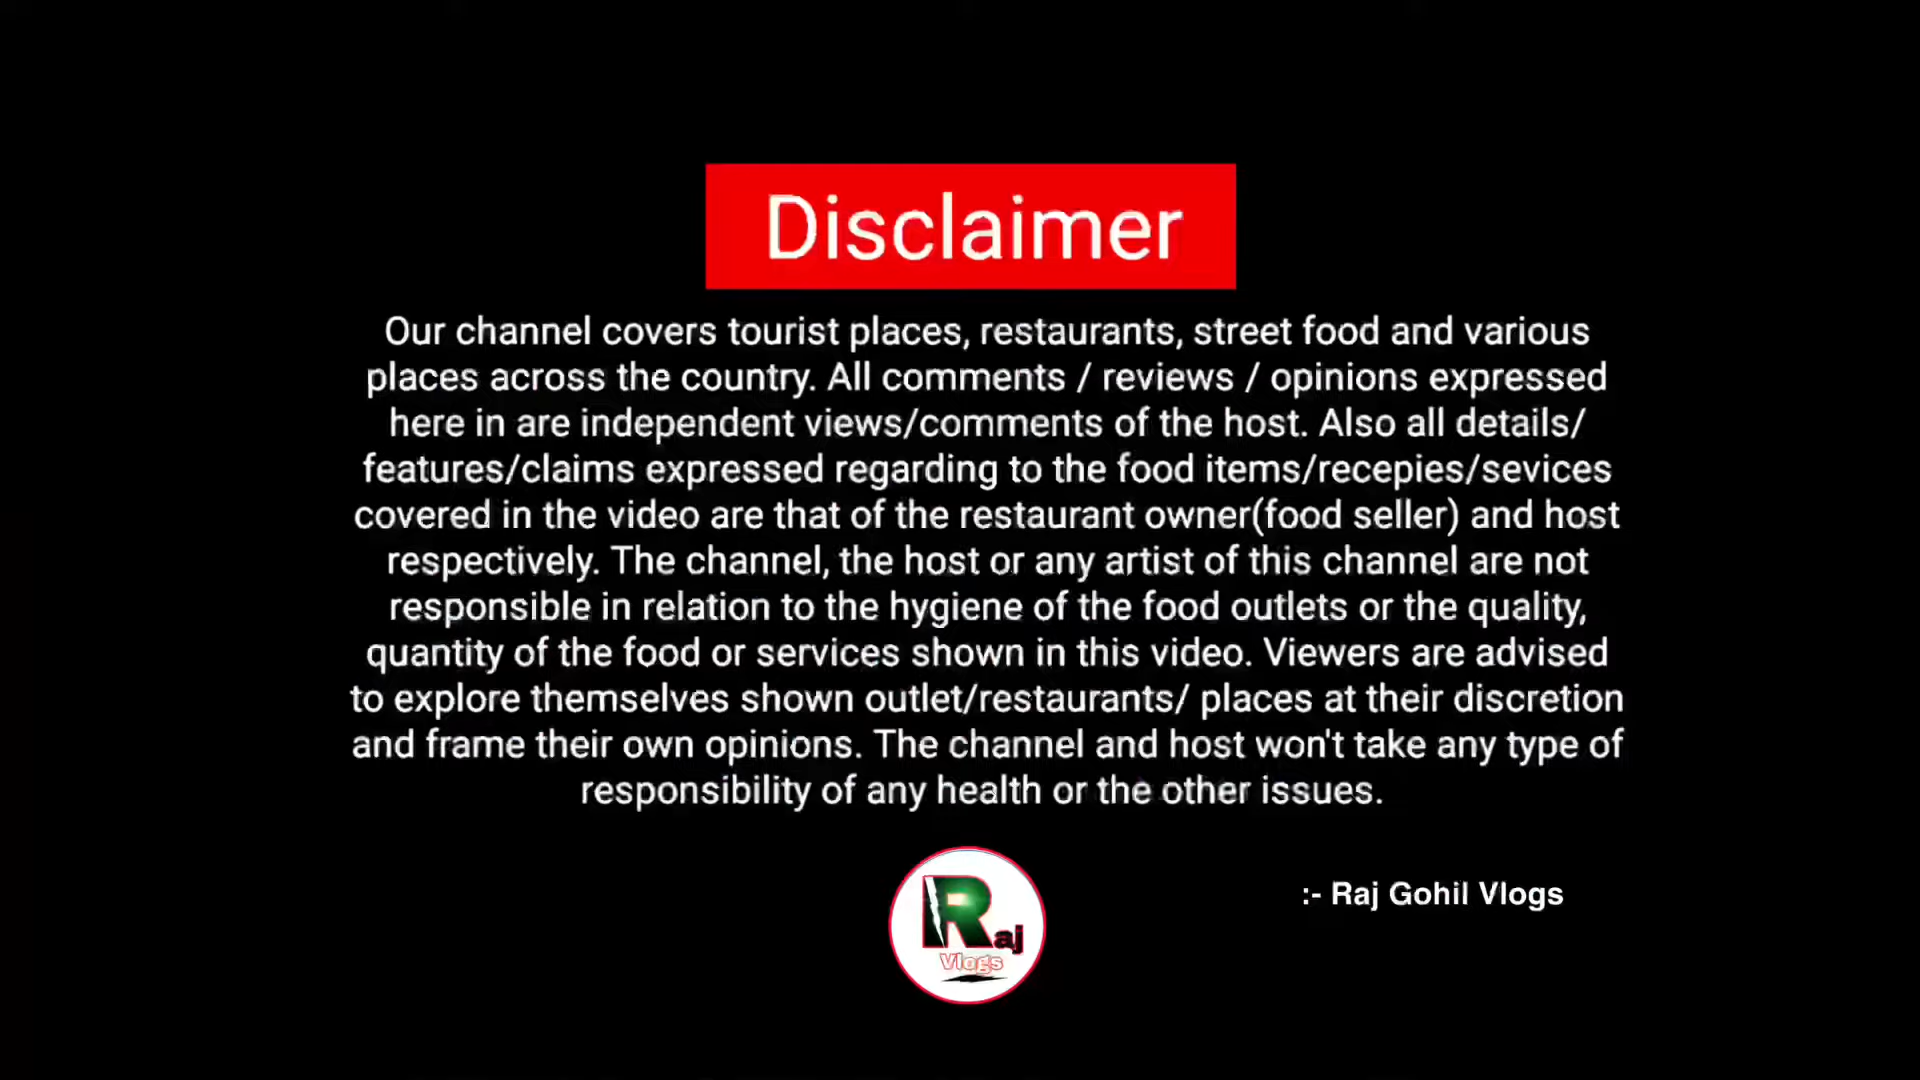 Disclaimer
Our channel covers tourist places, restaurants, street food and various
places across the country. All comments / reviews / opinions expressed
here in are independent views/comments of the host. Also all details/
features/claims expressed regarding to the food items/recepies/sevices
covered in the video are that of the restaurant owner(food seller) and host
respectively. The channel, the host or any artist of this channel are not
responsible in relation to the hygiene of the food outlets or the quality,
quantity of the food or services shown in this video. Viewers are advised
to explore themselves shown outlet/restaurants/ places at their discretion
and frame their own opinions. The channel and host won't take any type of
responsibility of any health or the other issues.
:- Raj Gohil Vlogs
Raj
Vlogs